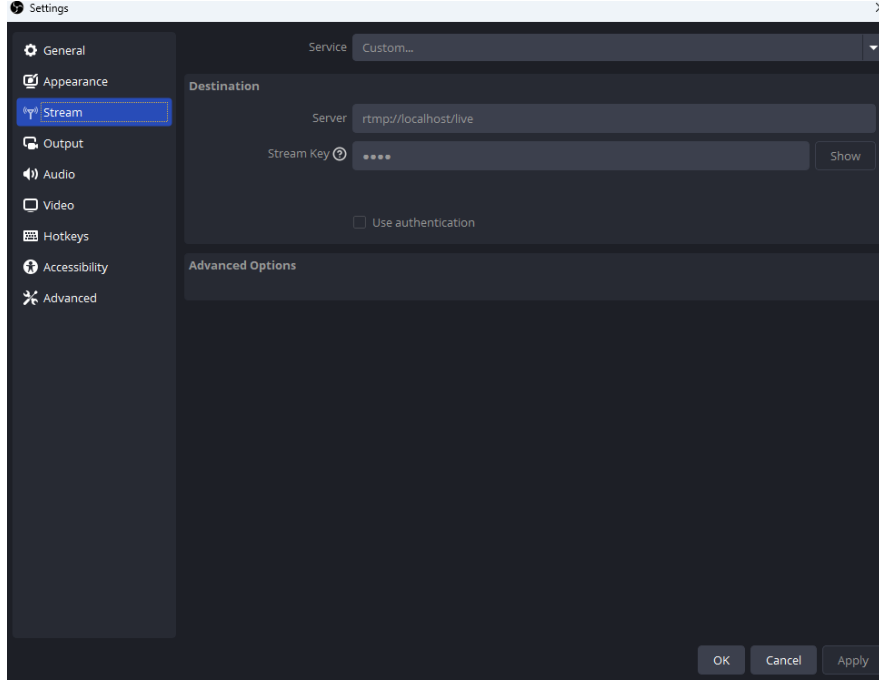 Settings
General
Appearance
Stream
Output
Audio
Video
Hotkeys
Accessibility
Advanced
Service Custom...
Destination
Server rtmp://localhost/live
Stream Key ●●●● Show
Use authentication
Advanced Options
OK Cancel Apply